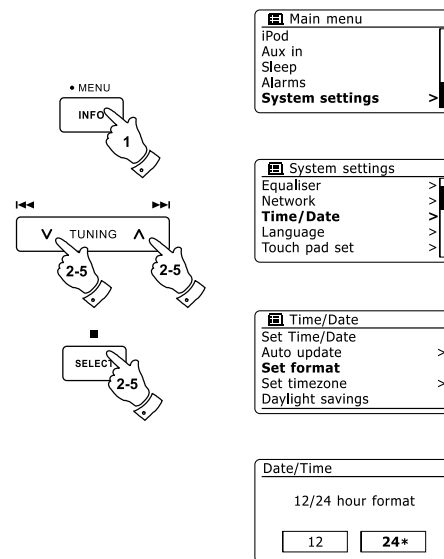 • MENU
INFO
1
TUNING
2-5
2-5
SELECT
2-5
Main menu
iPod
Aux in
Sleep
Alarms
System settings >
System settings
Equaliser >
Network >
Time/Date >
Language >
Touch pad set >
Time/Date
Set Time/Date
Auto update >
Set format
Set timezone >
Daylight savings
Date/Time
12/24 hour format
12
24*